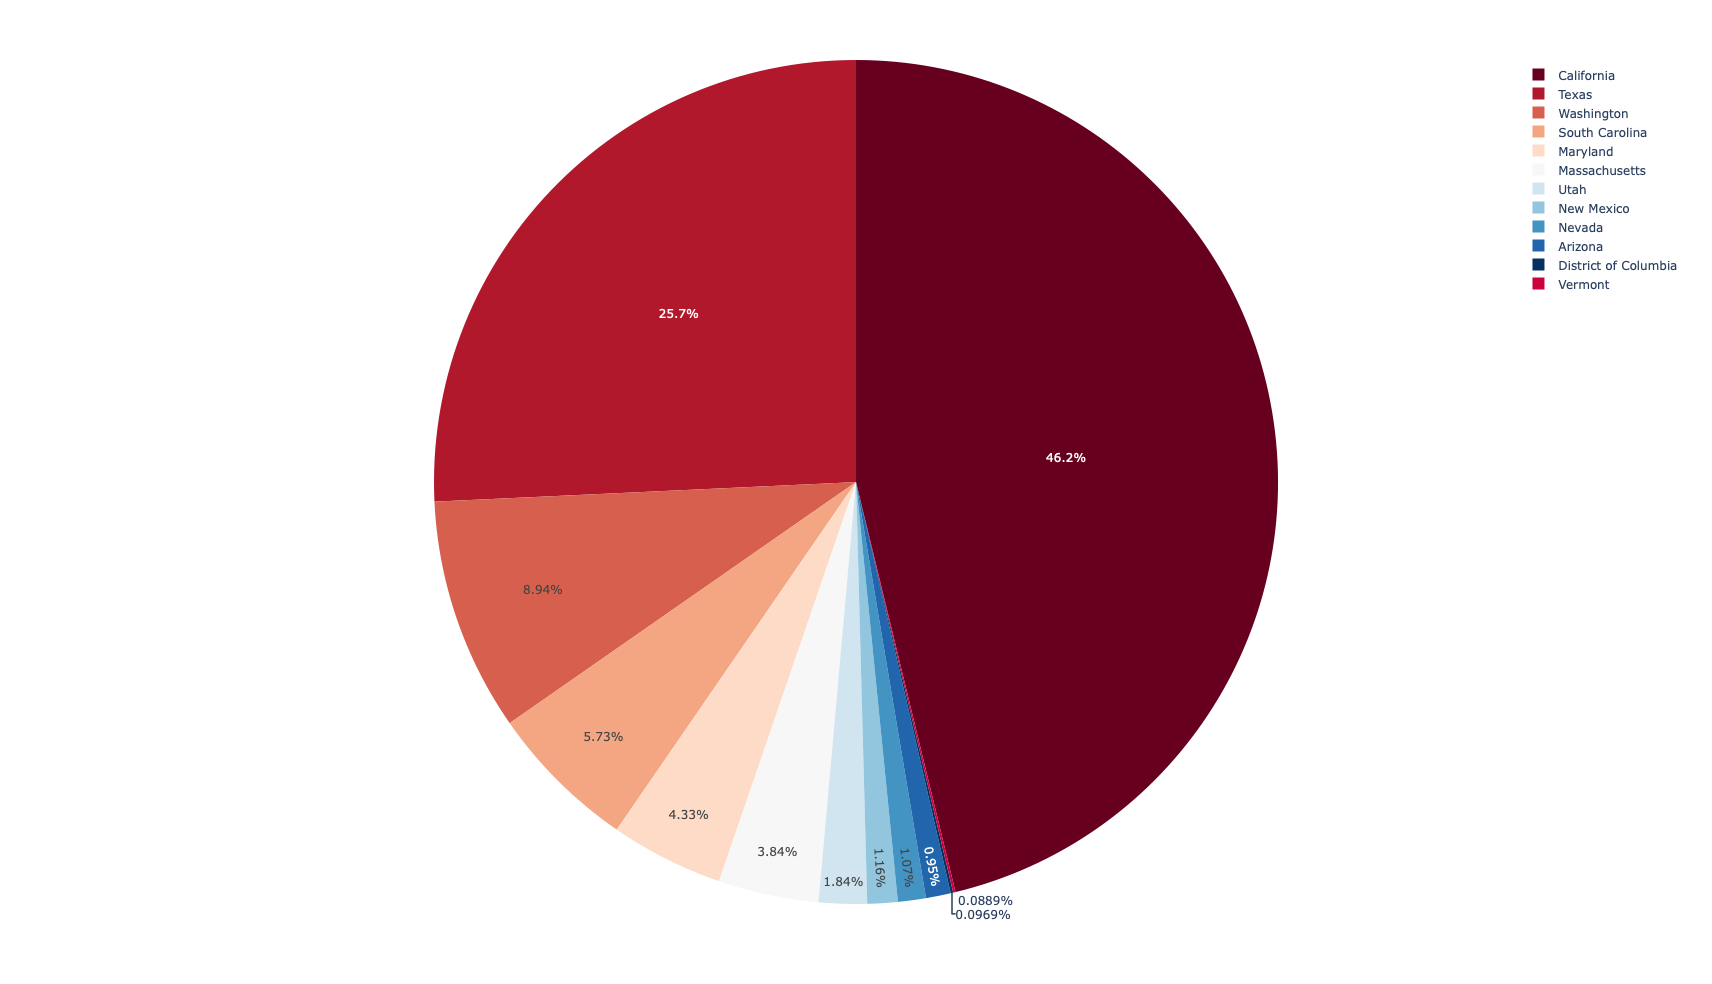 California
Texas
Washington
South Carolina
Maryland
Massachusetts
Utah
New Mexico
Nevada
Arizona
District of Columbia
Vermont
25.7%
46.2%
8.94%
5.73%
4.33%
3.84%
1.84%
1.16%
1.07%
0.95%
0.0889%
0.0969%